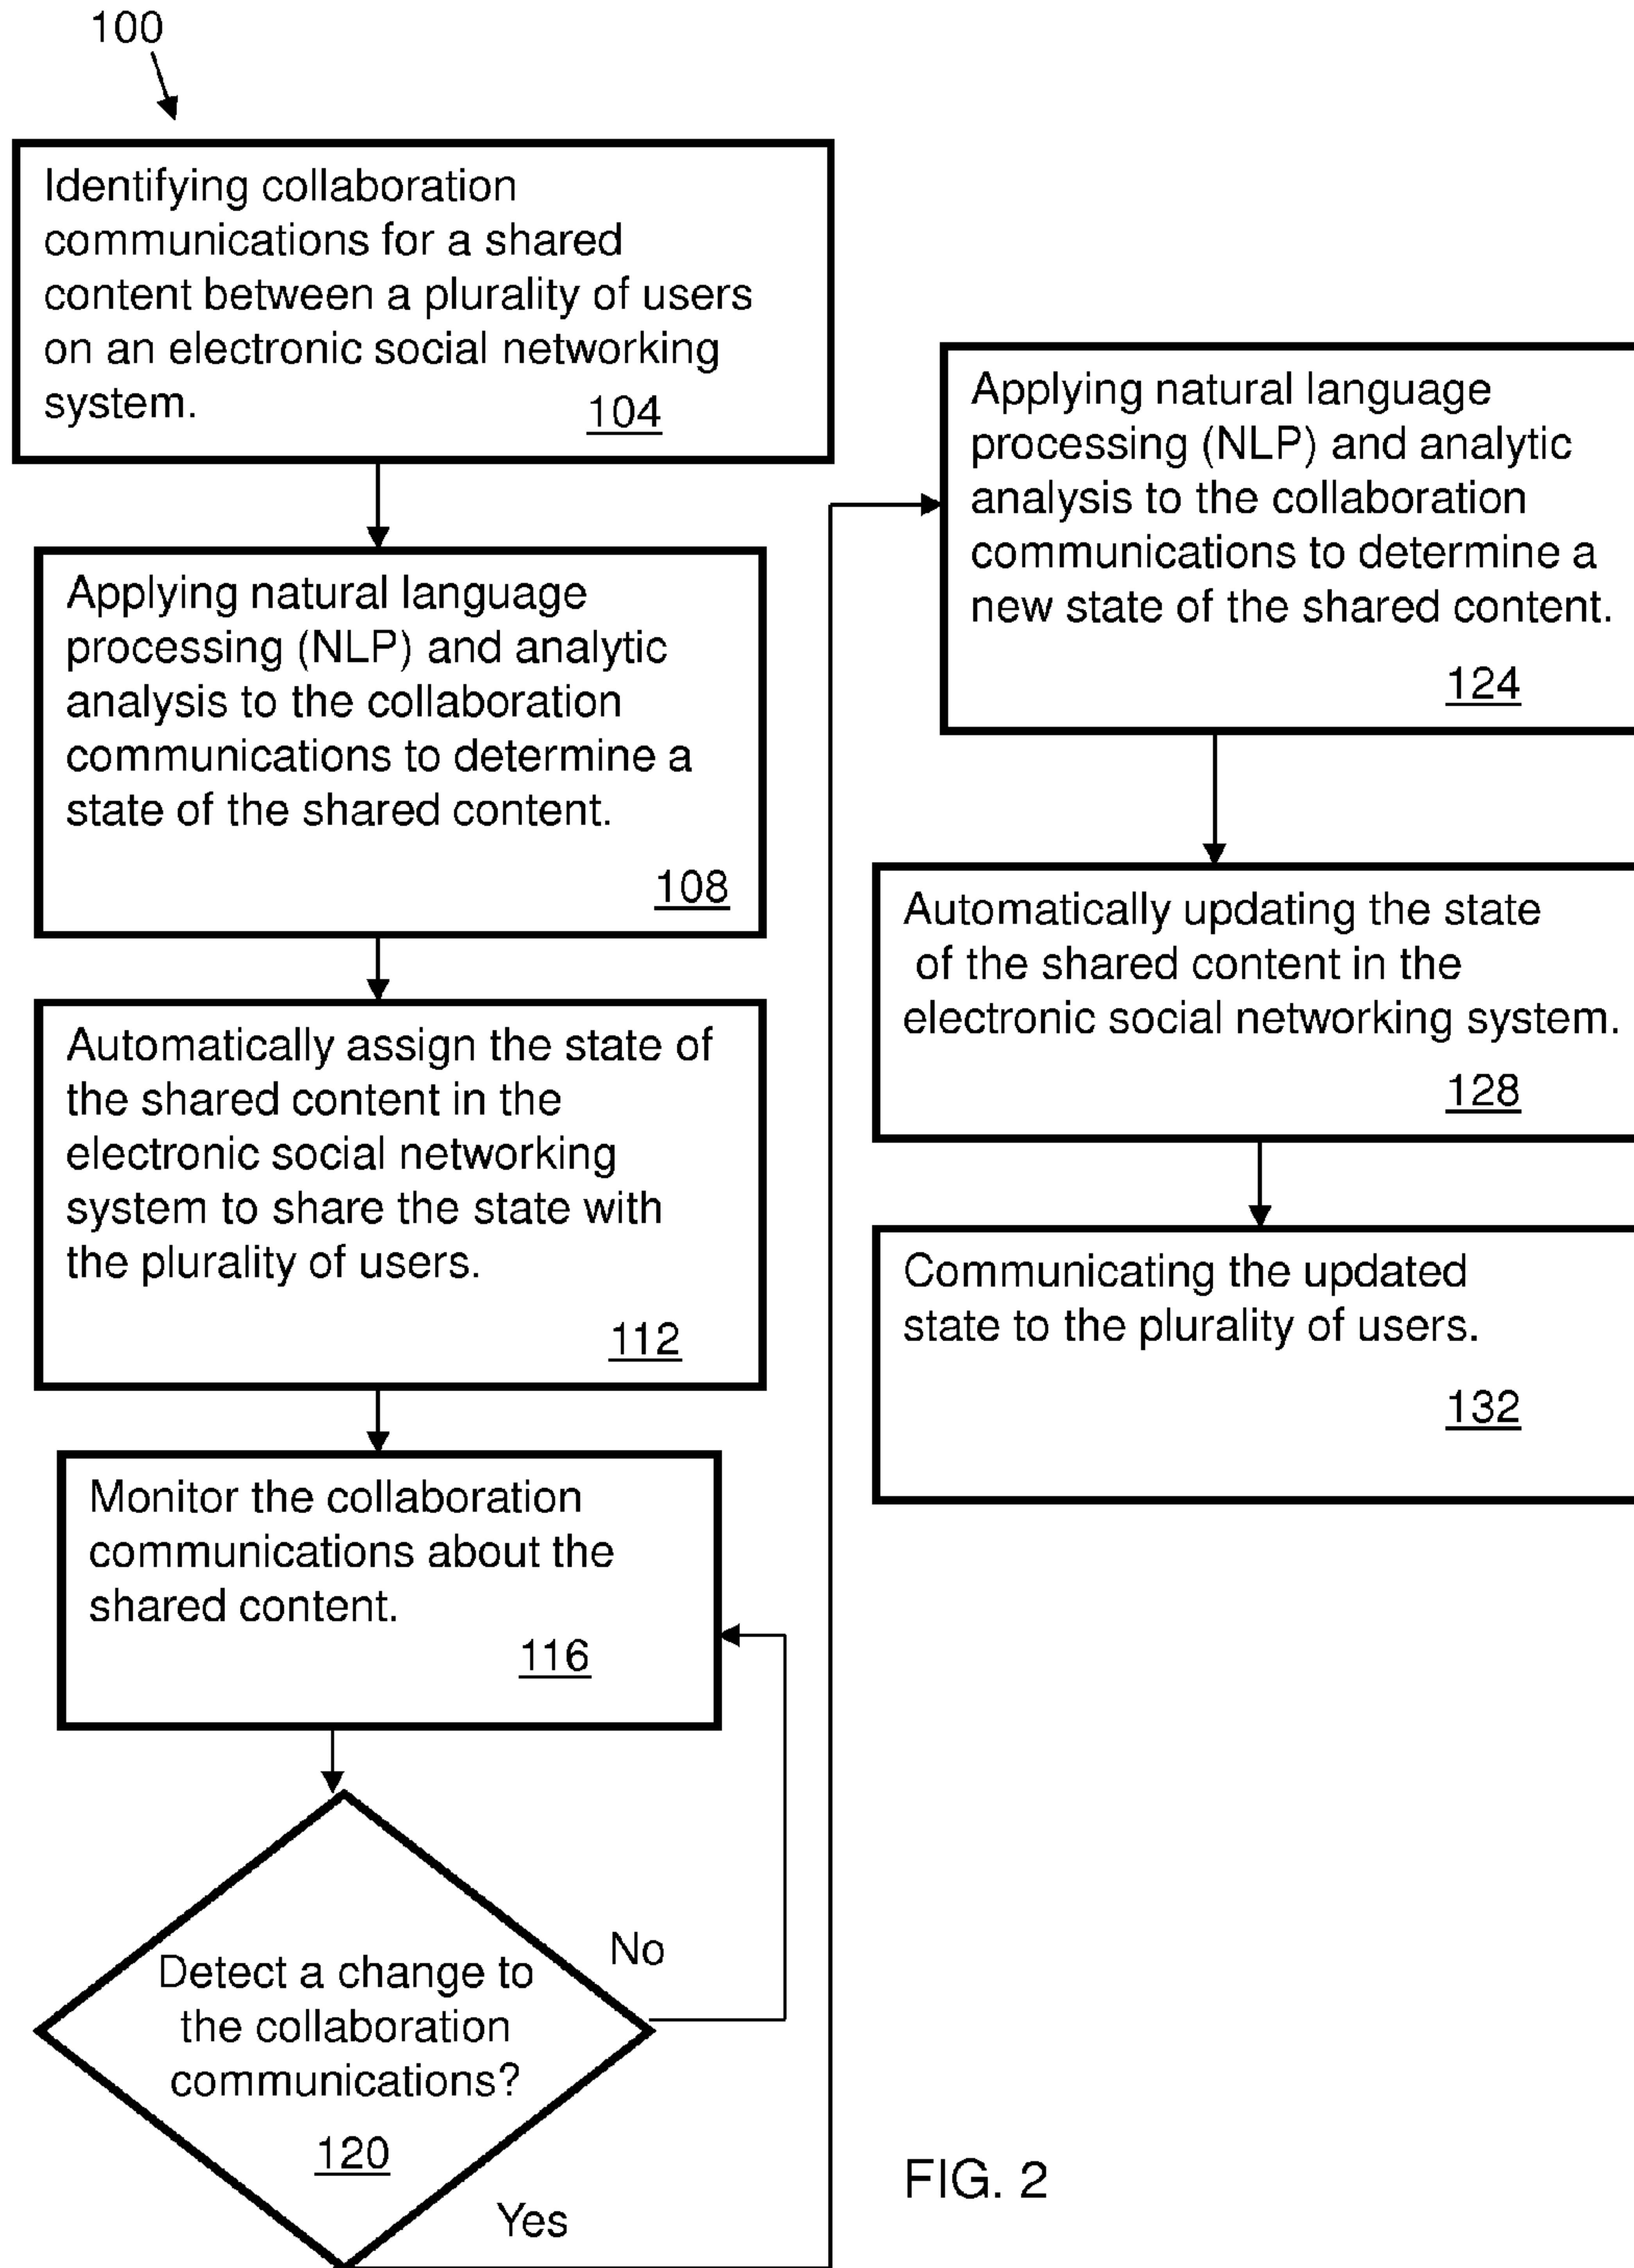 100
Identifying collaboration
communications for a shared
content between a plurality of users
on an electronic social networking
system.
104
Applying natural language
processing (NLP) and analytic
analysis to the collaboration
communications to determine a
state of the shared content.
108
Automatically assign the state of
the shared content in the
electronic social networking
system to share the state with
the plurality of users.
112
Monitor the collaboration
communications about the
shared content.
116
Detect a change to
the collaboration
communications?
120
No
Yes
Applying natural language
processing (NLP) and analytic
analysis to the collaboration
communications to determine a
new state of the shared content.
124
Automatically updating the state
of the shared content in the
electronic social networking system.
128
Communicating the updated
state to the plurality of users.
132
FIG. 2